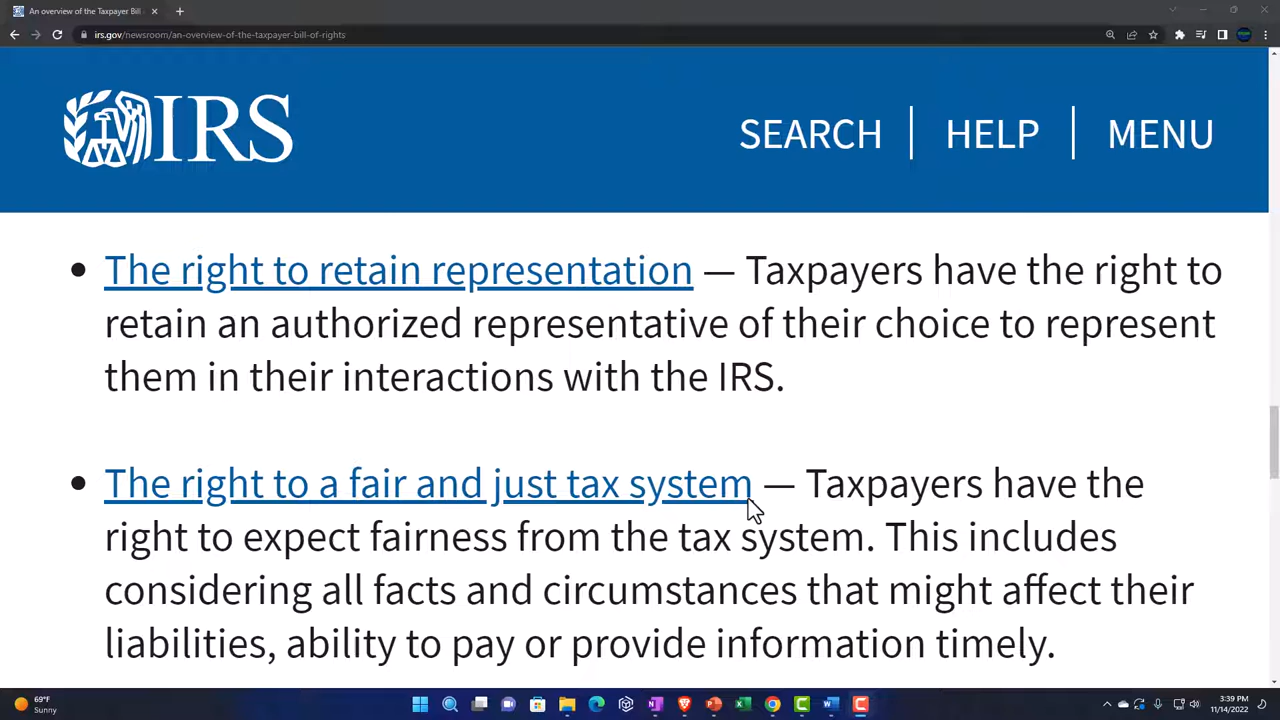 An overview of the Taxpayer Bill
irs.gov/newsroom/an-overview-of-the-taxpayer-bill-of-rights
IRS
SEARCH | HELP | MENU
• The right to retain representation — Taxpayers have the right to
retain an authorized representative of their choice to represent
them in their interactions with the IRS.
• The right to a fair and just tax system — Taxpayers have the
right to expect fairness from the tax system. This includes
considering all facts and circumstances that might affect their
liabilities, ability to pay or provide information timely.
69°F
Sunny
3:39 PM
11/14/2022